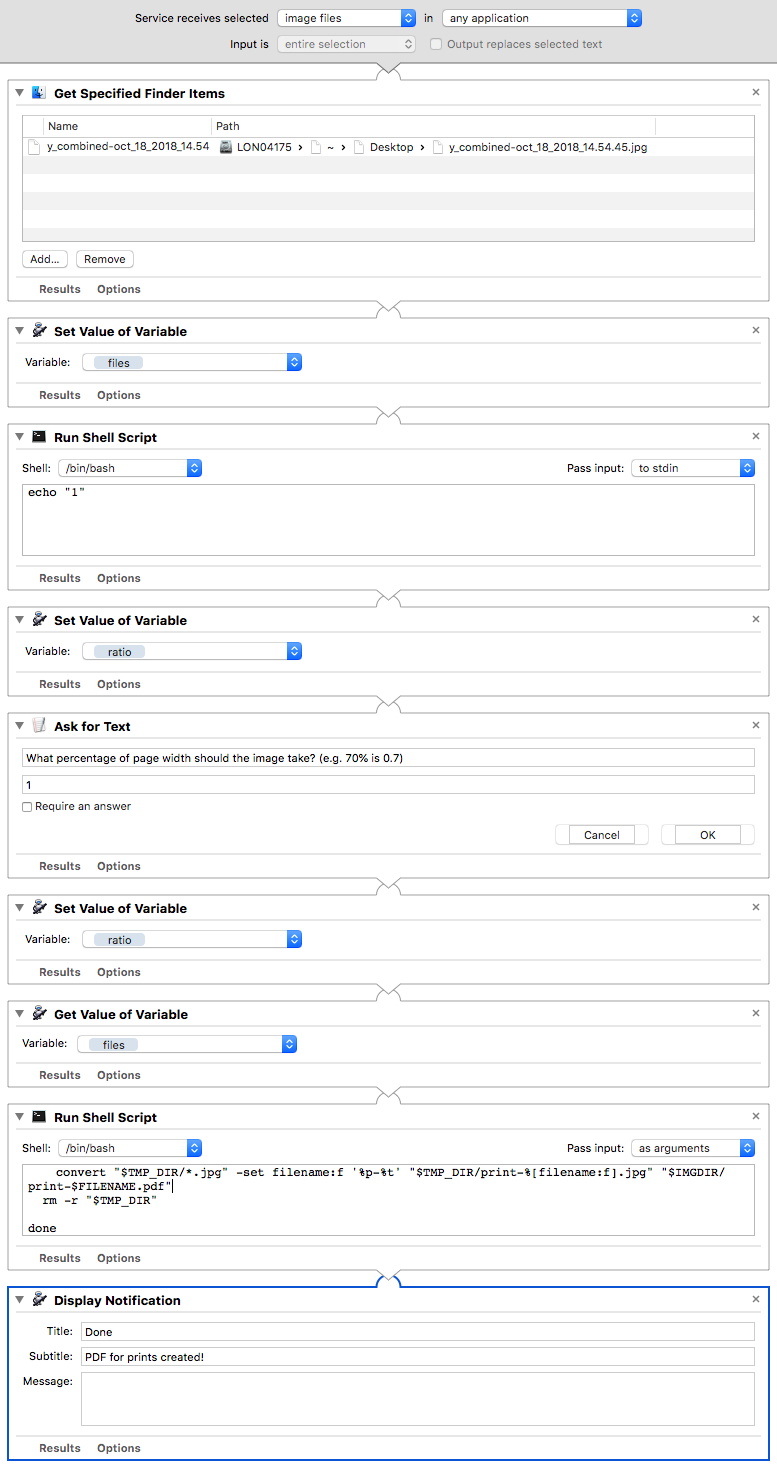 Service receives selected image files in any application
Input is entire selection Output replaces selected text
Get Specified Finder Items
Name Path
y_combined-oct_18_2018_14.54 LON04175 › ~ › Desktop › y_combined-oct_18_2018_14.54.45.jpg
Add... Remove
Results Options
Set Value of Variable
Variable: files
Results Options
Run Shell Script
Shell: /bin/bash Pass input: to stdin
echo "1"
Results Options
Set Value of Variable
Variable: ratio
Results Options
Ask for Text
What percentage of page width should the image take? (e.g. 70% is 0.7)
1
Require an answer
Cancel OK
Results Options
Set Value of Variable
Variable: ratio
Results Options
Get Value of Variable
Variable: files
Results Options
Run Shell Script
Shell: /bin/bash Pass input: as arguments
convert "$TMP_DIR/*.jpg" -set filename:f '%p-%t' "$TMP_DIR/print-%[filename:f].jpg" "$IMGDIR/
print-$FILENAME.pdf"
rm -r "$TMP_DIR"
done
Results Options
Display Notification
Title: Done
Subtitle: PDF for prints created!
Message:
Results Options